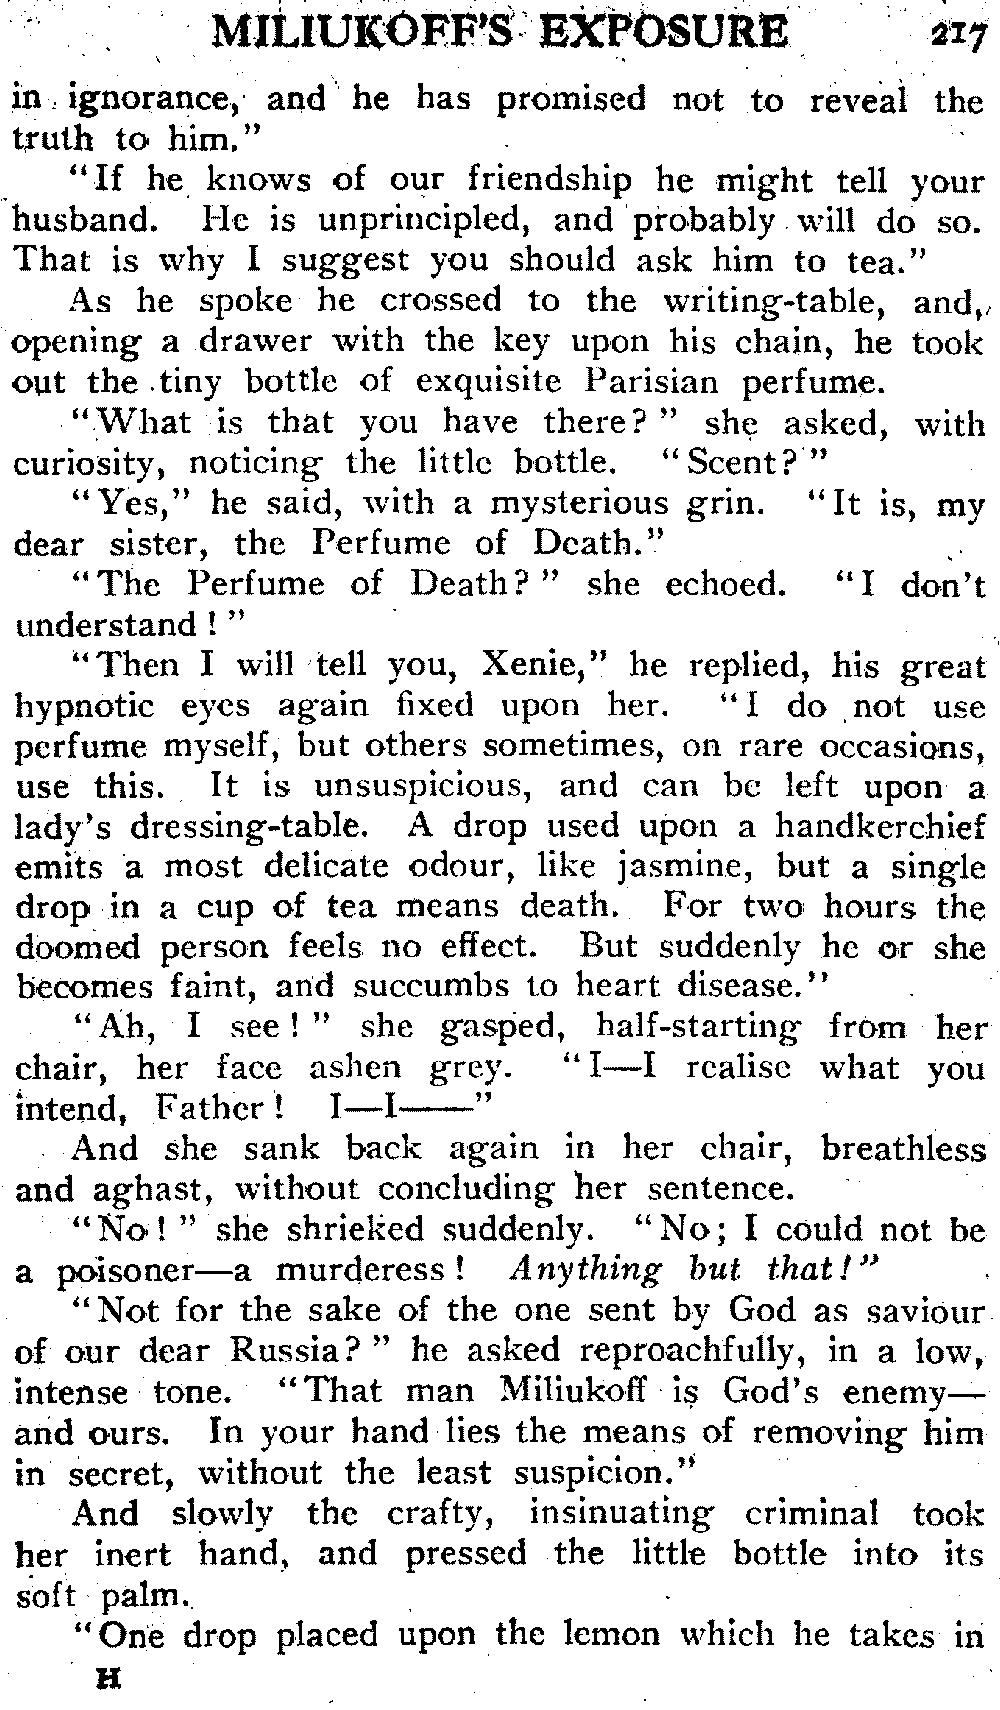 MILIUKOFF'S EXPOSURE 217
in ignorance, and he has promised not to reveal the
truth to him."
"If he knows of our friendship he might tell your
husband. He is unprincipled, and probably will do so.
That is why I suggest you should ask him to tea."
As he spoke he crossed to the writing-table, and,
opening a drawer with the key upon his chain, he took
out the tiny bottle of exquisite Parisian perfume.
"What is that you have there?" she asked, with
curiosity, noticing the little bottle. "Scent?"
"Yes," he said, with a mysterious grin. "It is, my
dear sister, the Perfume of Death."
"The Perfume of Death?" she echoed. "I don't
understand!"
"Then I will tell you, Xenie," he replied, his great
hypnotic eyes again fixed upon her. "I do not use
perfume myself, but others sometimes, on rare occasions,
use this. It is unsuspicious, and can be left upon a
lady's dressing-table. A drop used upon a handkerchief
emits a most delicate odour, like jasmine, but a single
drop in a cup of tea means death. For two hours the
doomed person feels no effect. But suddenly he or she
becomes faint, and succumbs to heart disease."
"Ah, I see!" she gasped, half-starting from her
chair, her face ashen grey. "I—I realise what you
intend, Father! I—I——"
And she sank back again in her chair, breathless
and aghast, without concluding her sentence.
"No!" she shrieked suddenly. "No; I could not be
a poisoner—a murderess! Anything but that!"
"Not for the sake of the one sent by God as saviour
of our dear Russia?" he asked reproachfully, in a low,
intense tone. "That man Miliukoff is God's enemy—
and ours. In your hand lies the means of removing him
in secret, without the least suspicion."
And slowly the crafty, insinuating criminal took
her inert hand, and pressed the little bottle into its
soft palm.
"One drop placed upon the lemon which he takes in
H